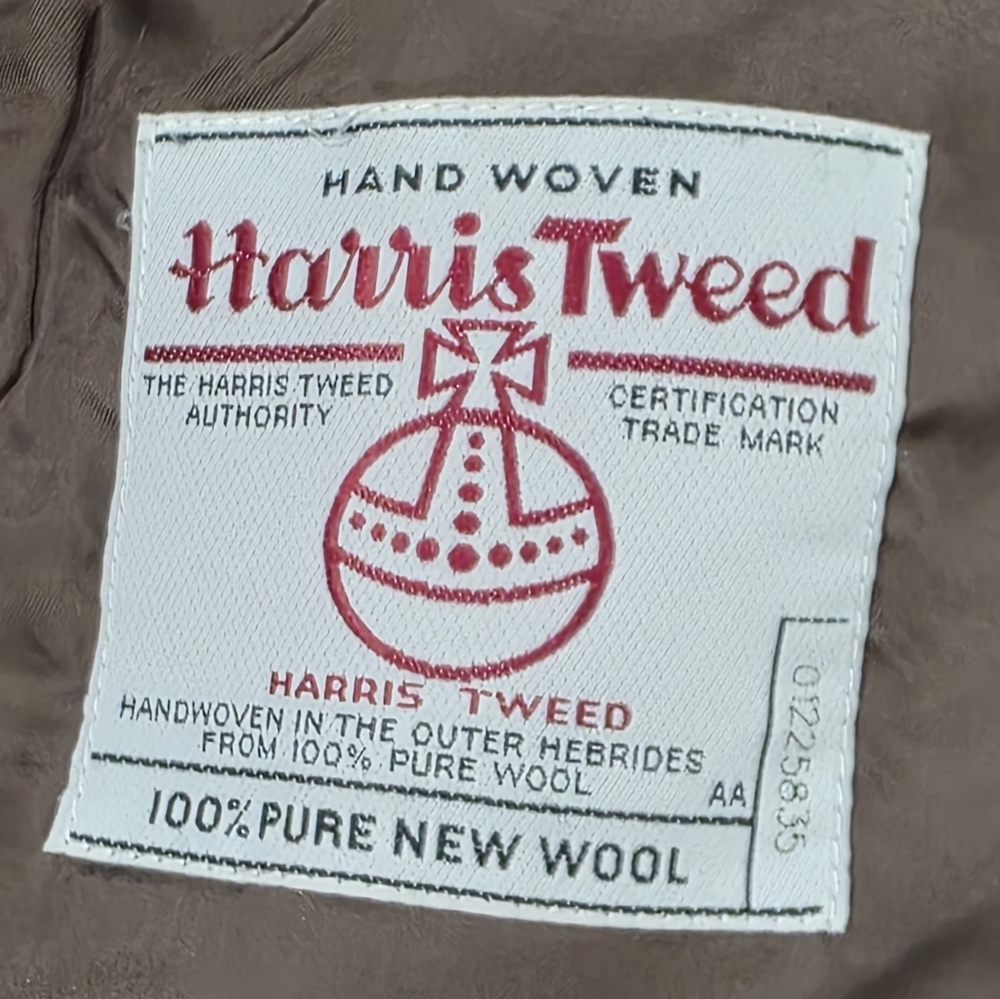 HAND WOVEN
Harris Tweed
THE HARRIS TWEED
AUTHORITY
CERTIFICATION
TRADE MARK
HARRIS TWEED
HANDWOVEN IN THE OUTER HEBRIDES
FROM 100% PURE WOOL
AA
100% PURE NEW WOOL
01225835